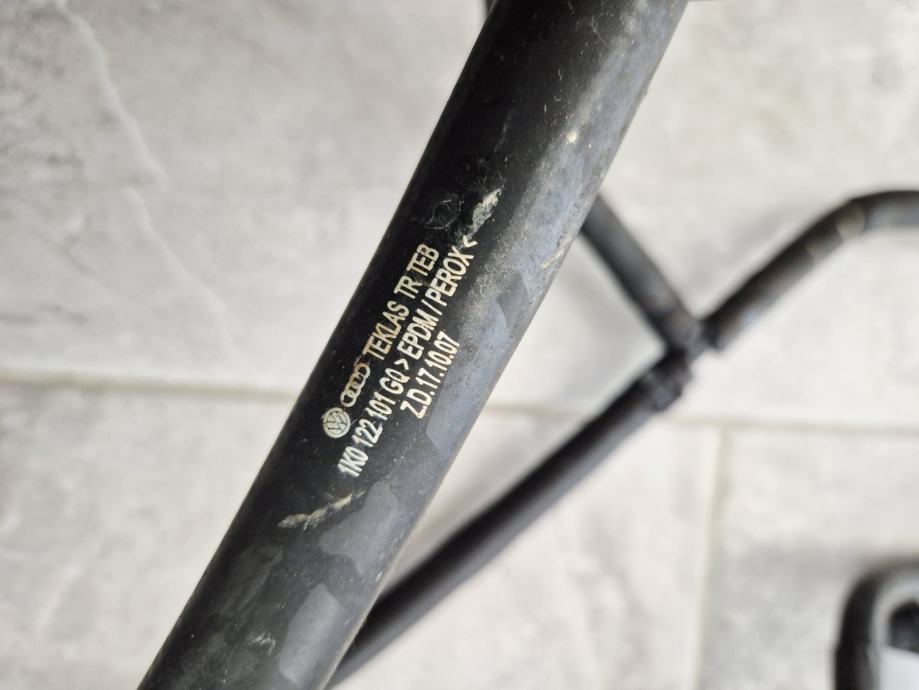 TEKLAS TR TEB
1K0 122 101 GQ > EPDM / PEROX <
Z.D.17.10.07